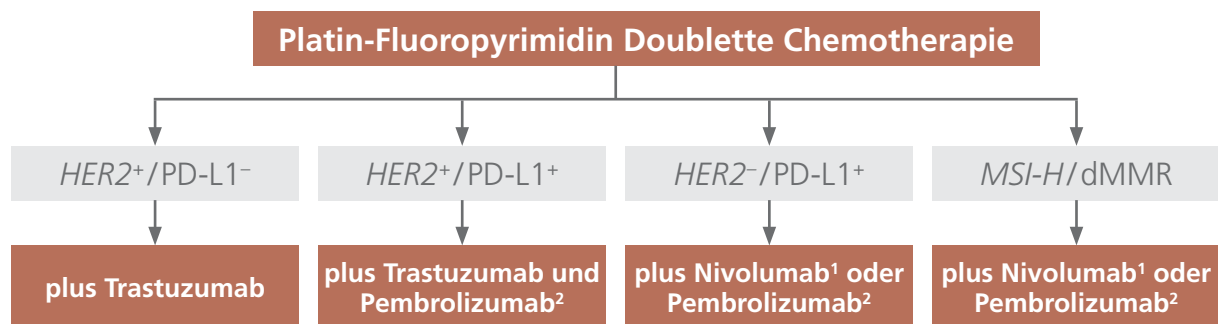 Platin-Fluoropyrimidin Doublette Chemotherapie
HER2⁺/PD-L1⁻
HER2⁺/PD-L1⁺
HER2⁻/PD-L1⁺
MSI-H/dMMR
plus Trastuzumab
plus Trastuzumab und
Pembrolizumab²
plus Nivolumab¹ oder
Pembrolizumab²
plus Nivolumab¹ oder
Pembrolizumab²